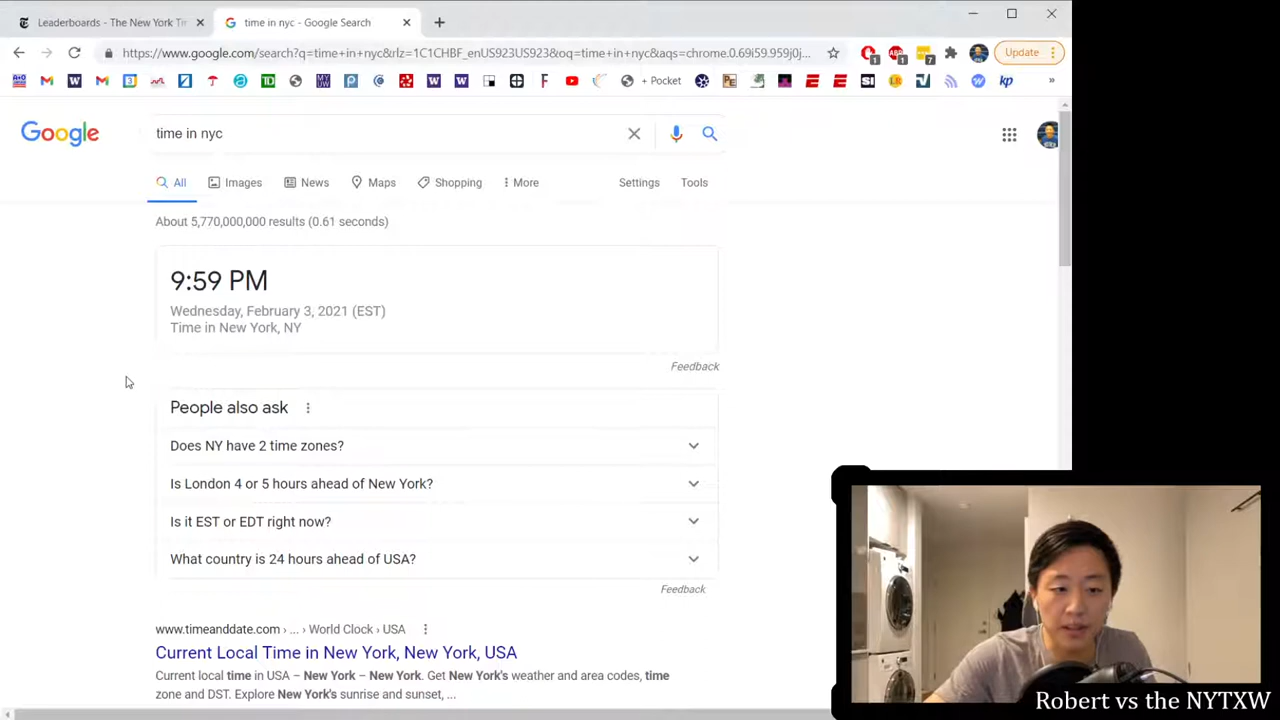 Leaderboards - The New York Tim
time in nyc - Google Search
https://www.google.com/search?q=time+in+nyc&rlz=1C1CHBF_enUS923US923&oq=time+in+nyc&aqs=chrome.0.69i59.959j0j...
Update
1
1
7
+ Pocket
Google
time in nyc
All
Images
News
Maps
Shopping
More
Settings
Tools
About 5,770,000,000 results (0.61 seconds)
9:59 PM
Wednesday, February 3, 2021 (EST)
Time in New York, NY
Feedback
People also ask
Does NY have 2 time zones?
Is London 4 or 5 hours ahead of New York?
Is it EST or EDT right now?
What country is 24 hours ahead of USA?
Feedback
www.timeanddate.com › ... › World Clock › USA
Current Local Time in New York, New York, USA
Current local time in USA – New York – New York. Get New York's weather and area codes, time
zone and DST. Explore New York's sunrise and sunset, ...
Robert vs the NYTXW